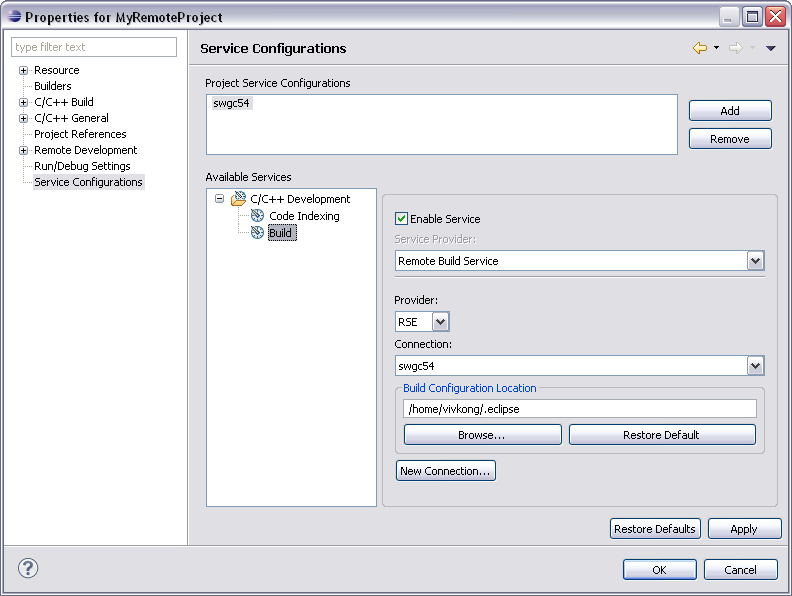 Properties for MyRemoteProject
type filter text
Resource
Builders
C/C++ Build
C/C++ General
Project References
Remote Development
Run/Debug Settings
Service Configurations
Service Configurations
Project Service Configurations
swgc54
Add
Remove
Available Services
C/C++ Development
Code Indexing
Build
Enable Service
Service Provider:
Remote Build Service
Provider:
RSE
Connection:
swgc54
Build Configuration Location
/home/vivkong/.eclipse
Browse... Restore Default
New Connection...
Restore Defaults Apply
? OK Cancel